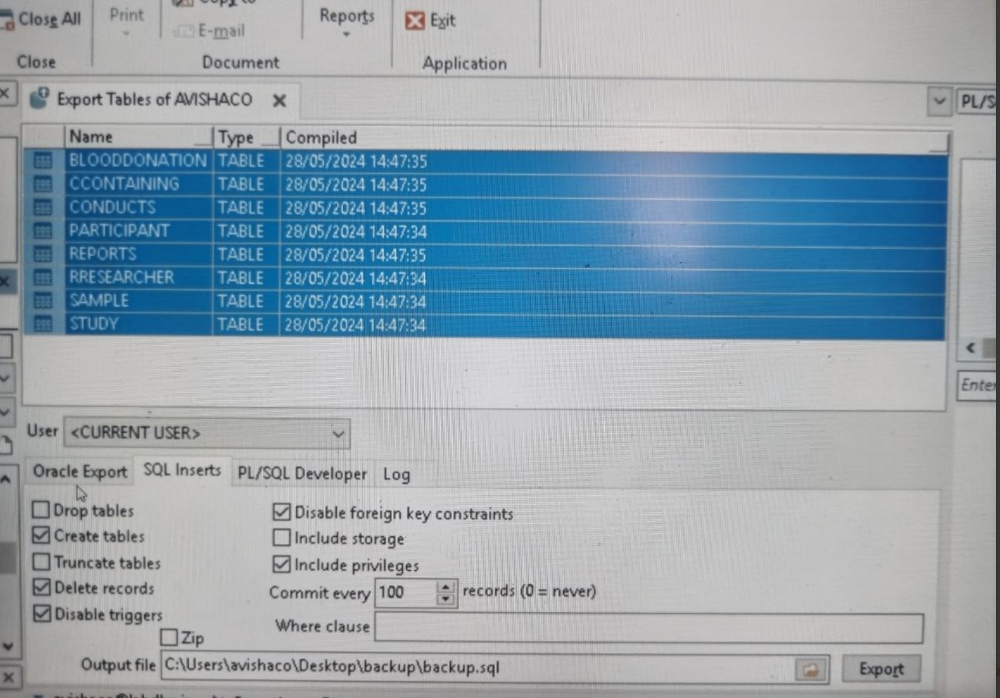 Close All
Print
E-mail
Reports
Exit
Close
Document
Application
Export Tables of AVISHACO
Name Type Compiled
BLOODDONATION TABLE 28/05/2024 14:47:35
CCONTAINING TABLE 28/05/2024 14:47:35
CONDUCTS TABLE 28/05/2024 14:47:35
PARTICIPANT TABLE 28/05/2024 14:47:34
REPORTS TABLE 28/05/2024 14:47:35
RRESEARCHER TABLE 28/05/2024 14:47:34
SAMPLE TABLE 28/05/2024 14:47:34
STUDY TABLE 28/05/2024 14:47:34
User <CURRENT USER>
Oracle Export SQL Inserts PL/SQL Developer Log
Drop tables
Create tables
Truncate tables
Delete records
Disable triggers
Zip
Disable foreign key constraints
Include storage
Include privileges
Commit every 100 records (0 = never)
Where clause
Output file C:\Users\avishaco\Desktop\backup\backup.sql
Export
PL/S
Enter